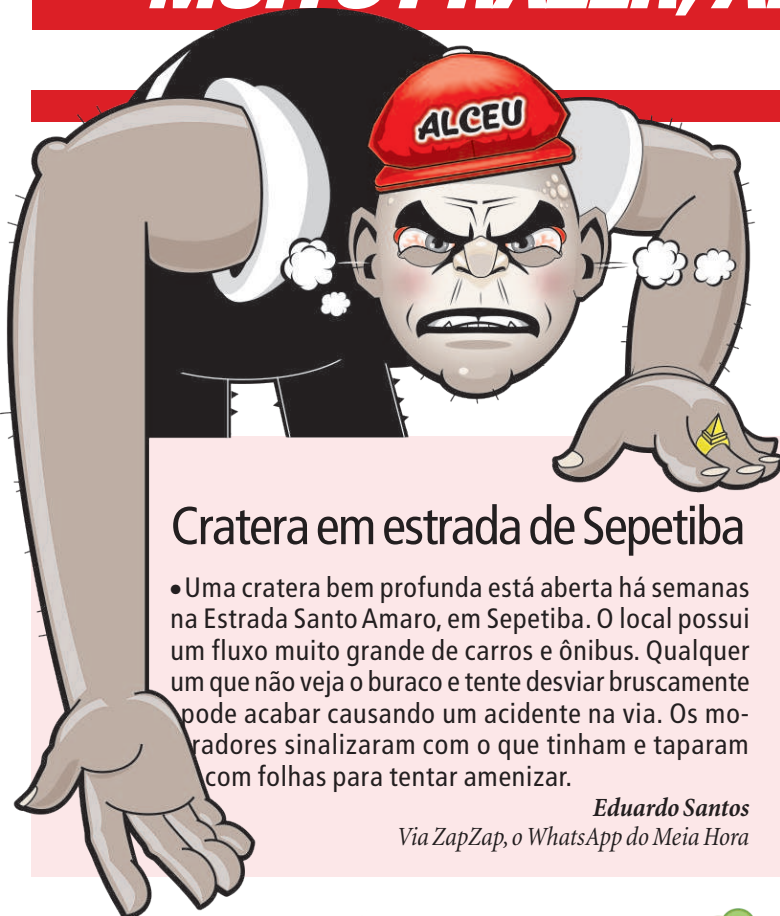 ALCEU
Cratera em estrada de Sepetiba
• Uma cratera bem profunda está aberta há semanas
na Estrada Santo Amaro, em Sepetiba. O local possui
um fluxo muito grande de carros e ônibus. Qualquer
um que não veja o buraco e tente desviar bruscamente
pode acabar causando um acidente na via. Os mo-
radores sinalizaram com o que tinham e taparam
com folhas para tentar amenizar.
Eduardo Santos
Via ZapZap, o WhatsApp do Meia Hora